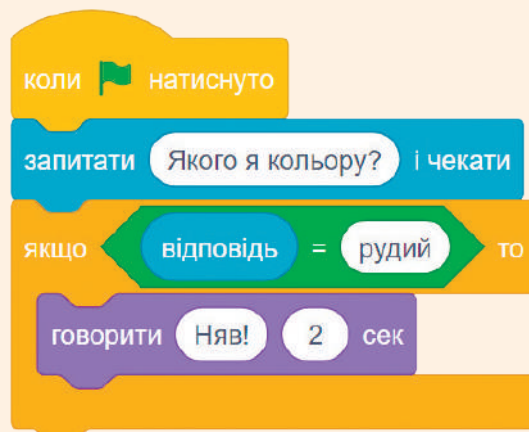 коли натиснуто
запитати Якого я кольору? і чекати
якщо відповідь = рудий то
говорити Няв! 2 сек